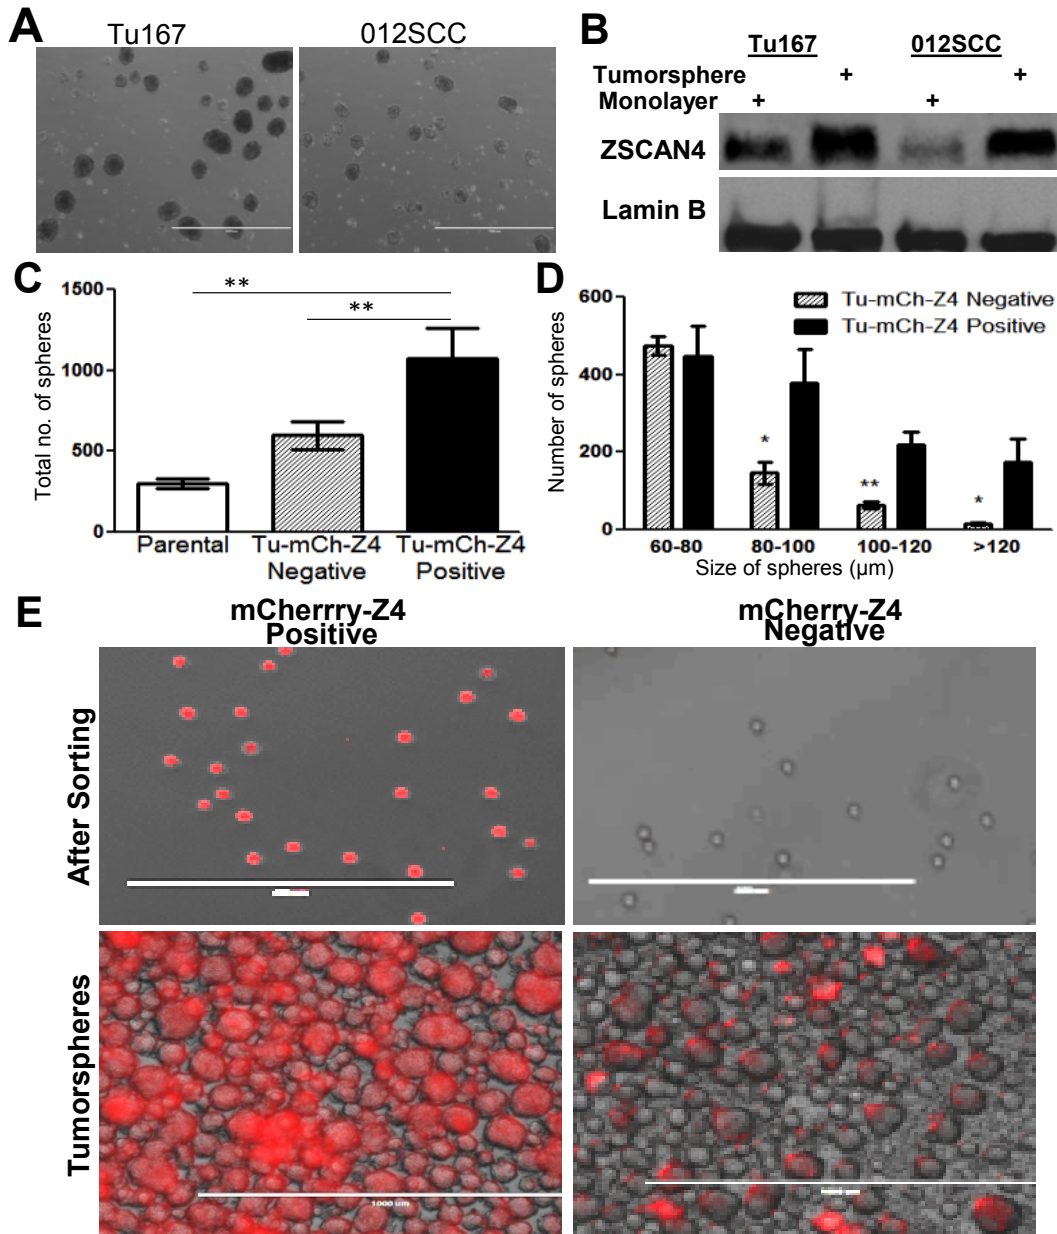 A
Tu167
012SCC
B
Tu167
012SCC
Tumorsphere
+
+
Monolayer
+
+
ZSCAN4
Lamin B
C
Total no. of spheres
1500
1000
500
0
**
**
Parental
Tu-mCh-Z4
Negative
Tu-mCh-Z4
Positive
D
Number of spheres
600
400
200
0
Tu-mCh-Z4 Negative
Tu-mCh-Z4 Positive
*
**
*
60-80
80-100
100-120
>120
Size of spheres (µm)
E
mCherrry-Z4
Positive
mCherry-Z4
Negative
After Sorting
Tumorspheres
1000 um